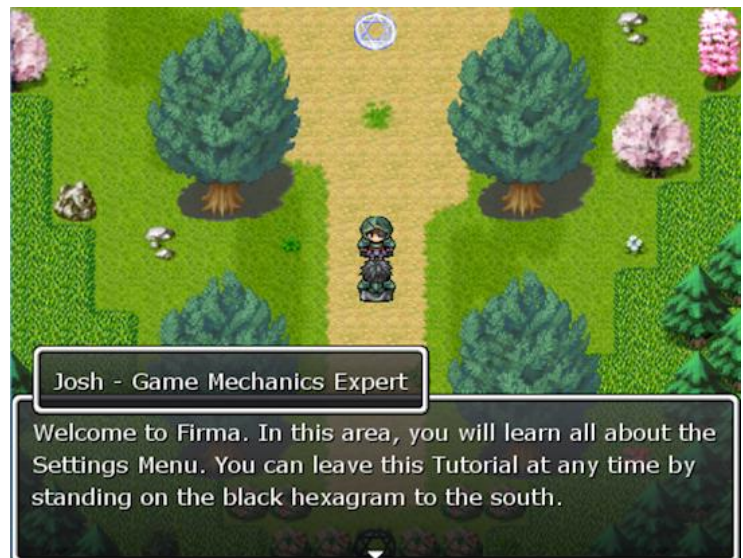 Josh - Game Mechanics Expert
Welcome to Firma. In this area, you will learn all about the
Settings Menu. You can leave this Tutorial at any time by
standing on the black hexagram to the south.